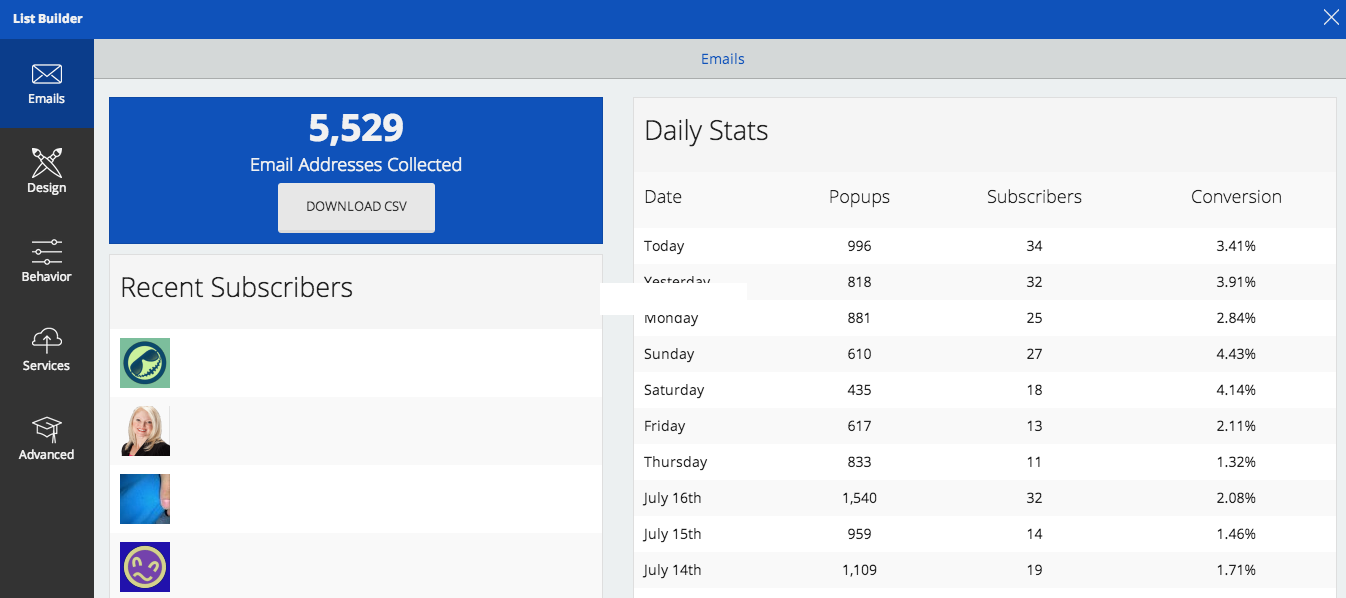 List Builder
Emails
Design
Behavior
Services
Advanced
Emails
5,529
Email Addresses Collected
DOWNLOAD CSV
Recent Subscribers
Daily Stats
Date Popups Subscribers Conversion
Today 996 34 3.41%
Yesterday 818 32 3.91%
Monday 881 25 2.84%
Sunday 610 27 4.43%
Saturday 435 18 4.14%
Friday 617 13 2.11%
Thursday 833 11 1.32%
July 16th 1,540 32 2.08%
July 15th 959 14 1.46%
July 14th 1,109 19 1.71%